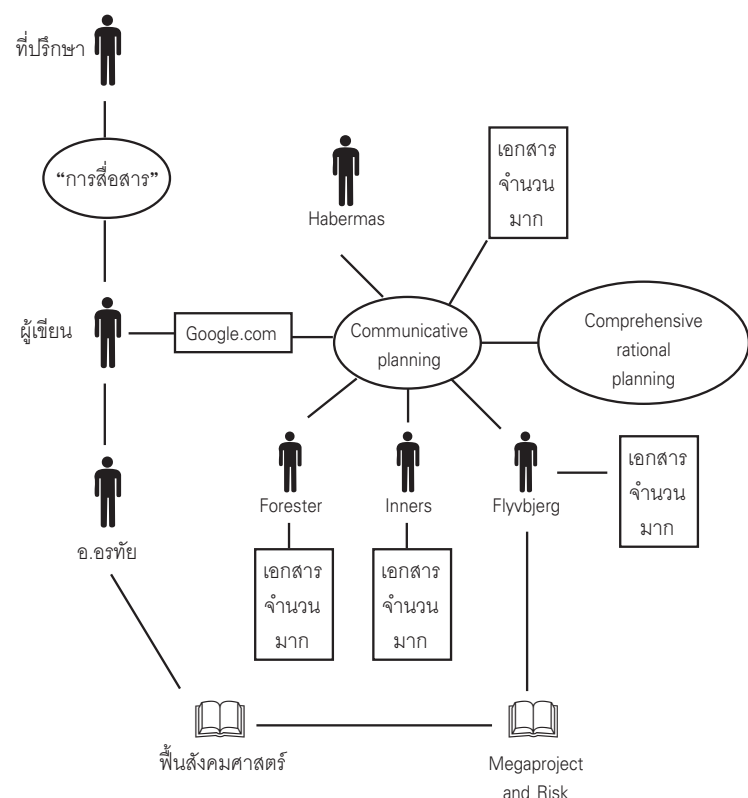 ที่ปรึกษา
“การสื่อสาร”
Habermas
เอกสาร
จำนวน
มาก
ผู้เขียน
Google.com
Communicative
planning
Comprehensive
rational
planning
อ.อรทัย
Forester
Inners
Flyvbjerg
เอกสาร
จำนวน
มาก
เอกสาร
จำนวน
มาก
เอกสาร
จำนวน
มาก
ฟื้นสังคมศาสตร์
Megaproject
and Risk